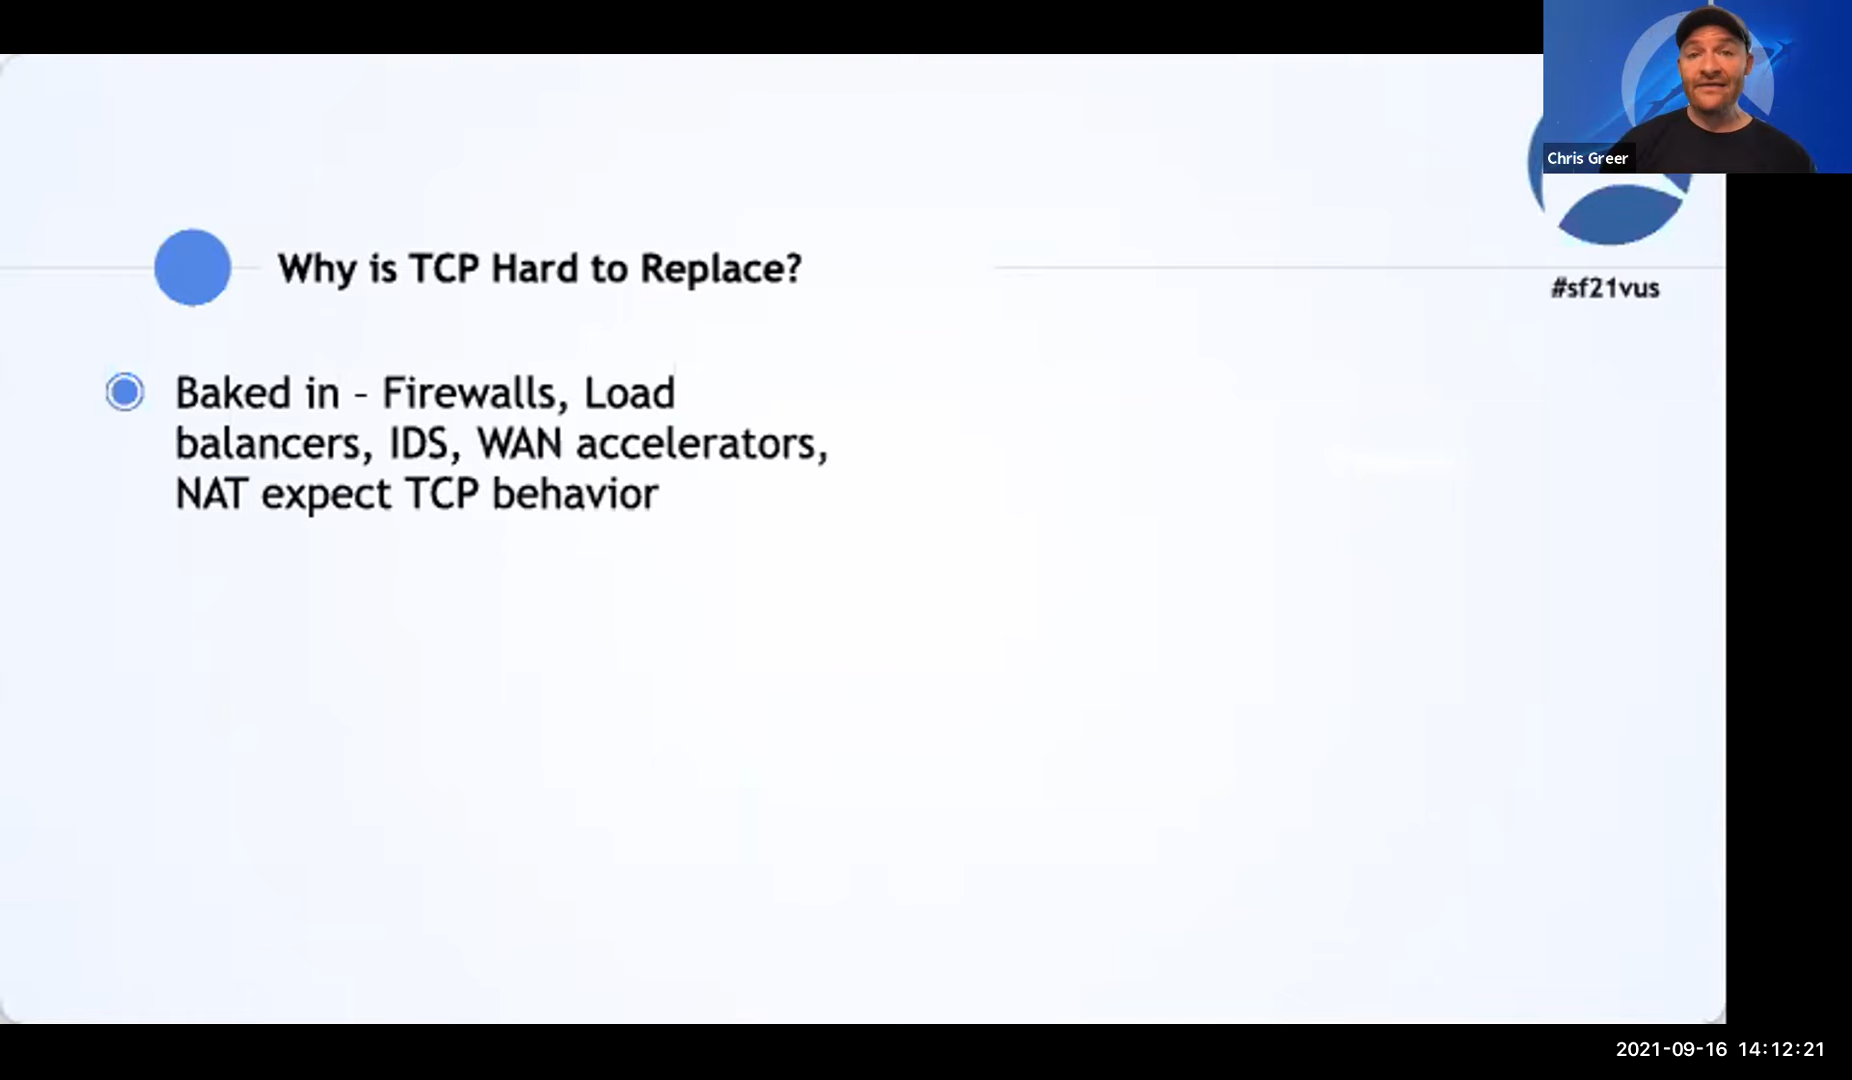 Chris Greer
Why is TCP Hard to Replace?
#sf21vus
Baked in – Firewalls, Load
balancers, IDS, WAN accelerators,
NAT expect TCP behavior
2021-09-16 14:12:21